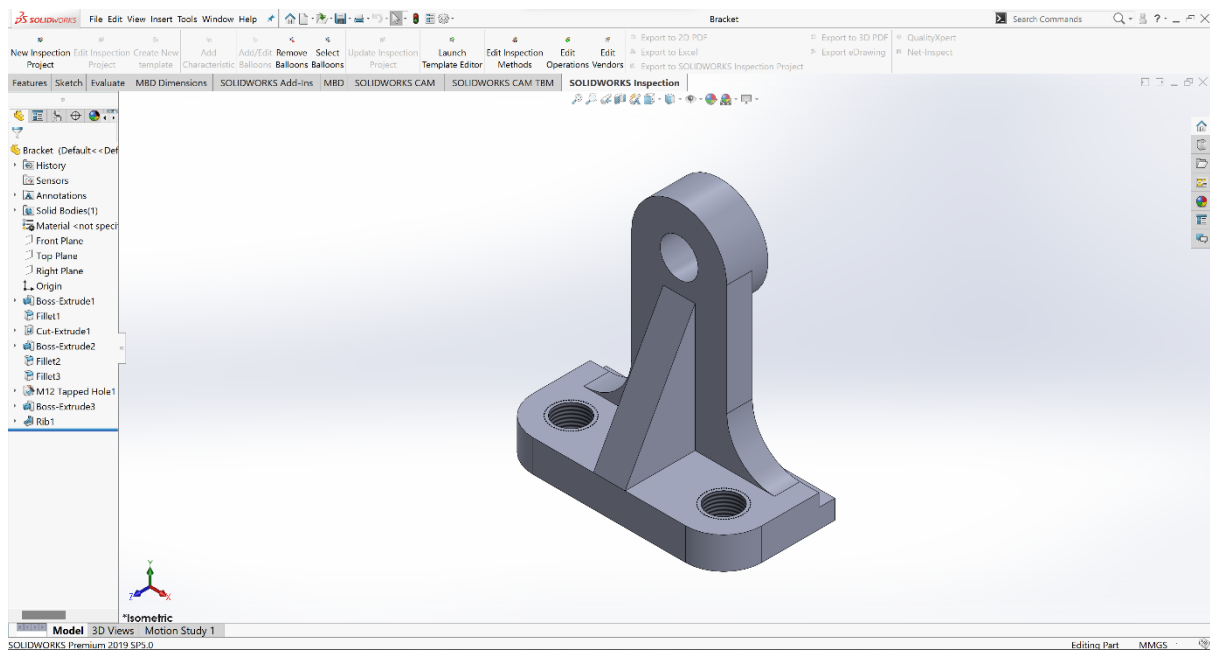 SOLIDWORKS File Edit View Insert Tools Window Help Bracket Search Commands
New Inspection Project
Edit Inspection Project
Create New template
Add Characteristic
Add/Edit Balloons
Remove Balloons
Select Balloons
Update Inspection Project
Launch Template Editor
Edit Inspection Methods
Edit Operations
Edit Vendors
Export to 2D PDF
Export to Excel
Export to SOLIDWORKS Inspection Project
Export to 3D PDF
Export eDrawing
QualityXpert
Net-Inspect
Features Sketch Evaluate MBD Dimensions SOLIDWORKS Add-Ins MBD SOLIDWORKS CAM SOLIDWORKS CAM TBM SOLIDWORKS Inspection
Bracket (Default<<Def
History
Sensors
Annotations
Solid Bodies(1)
Material <not speci
Front Plane
Top Plane
Right Plane
Origin
Boss-Extrude1
Fillet1
Cut-Extrude1
Boss-Extrude2
Fillet2
Fillet3
M12 Tapped Hole1
Boss-Extrude3
Rib1
Y
Z X
*Isometric
Model 3D Views Motion Study 1
SOLIDWORKS Premium 2019 SP5.0 Editing Part MMGS